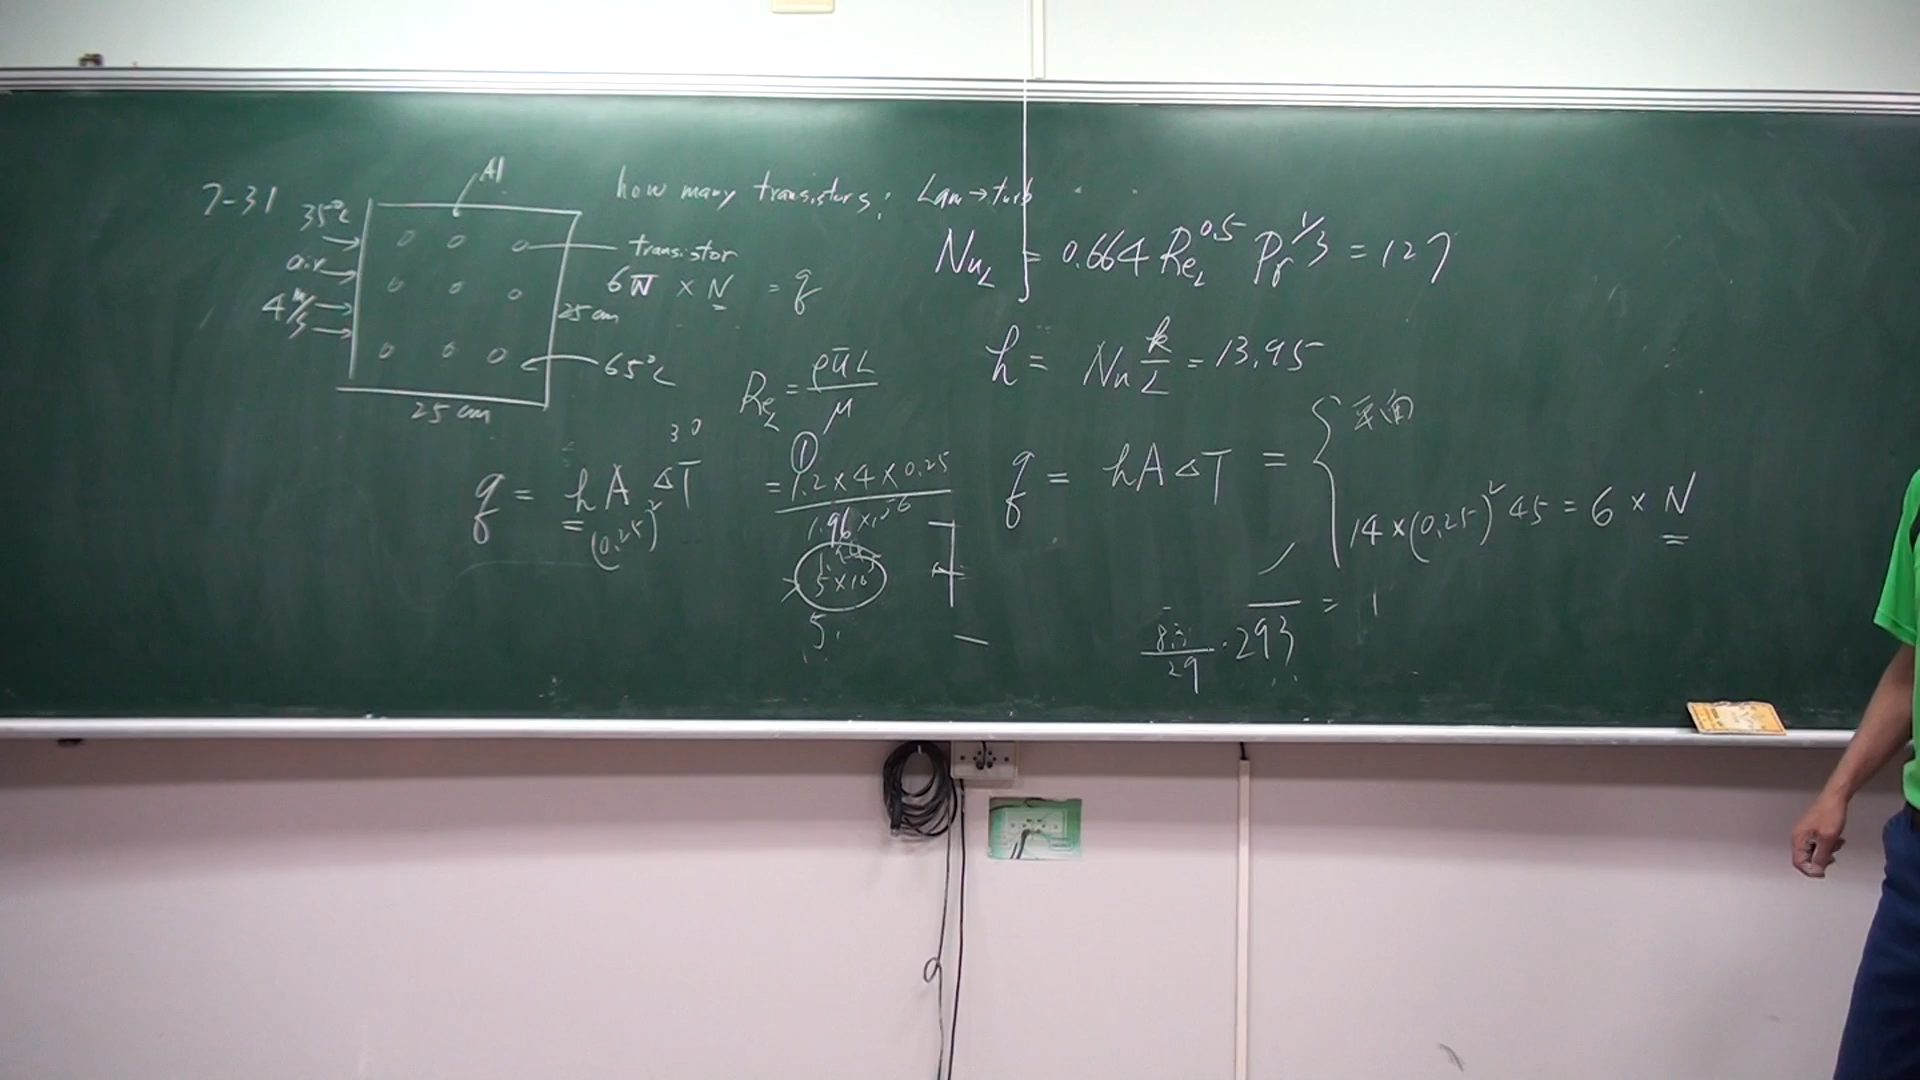 7-31
Al
35°C
air
4 m/s
transistor
25 cm
65°C
25 cm
how many transistors: Lam→turb
6W × N = q
q = hA ΔT
30
(0.25)²
Re_L = ρūL / μ
= 1.2 × 4 × 0.25
5 × 10⁵
5.
Nu_L = 0.664 Re_L^0.5 Pr^1/3 = 127
h = Nu k/L = 13.95
q = hA ΔT =
平面
14 × (0.25)² 45 = 6 × N
29 · 293 = 1